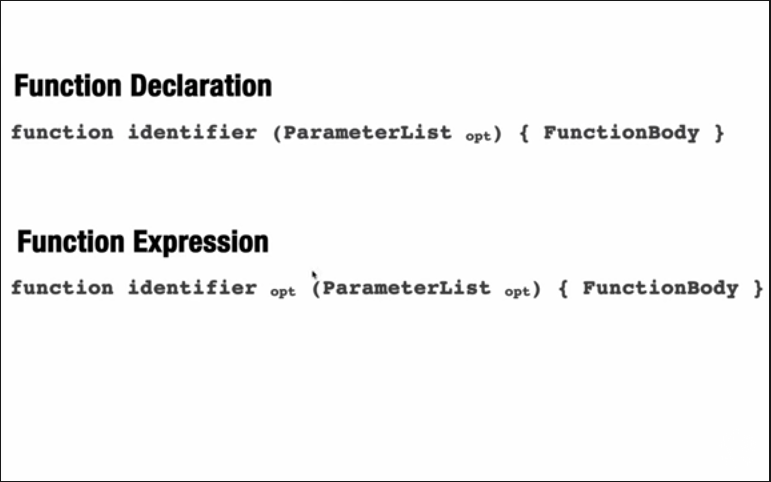 Function Declaration
function identifier (ParameterList opt) { FunctionBody }
Function Expression
function identifier opt (ParameterList opt) { FunctionBody }